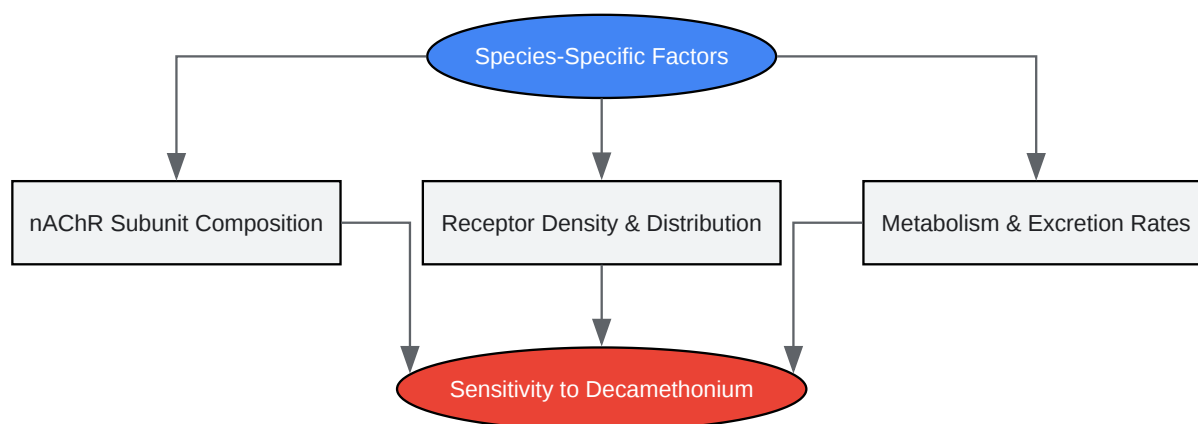 Species-Specific Factors
nAChR Subunit Composition
Receptor Density & Distribution
Metabolism & Excretion Rates
Sensitivity to Decamethonium